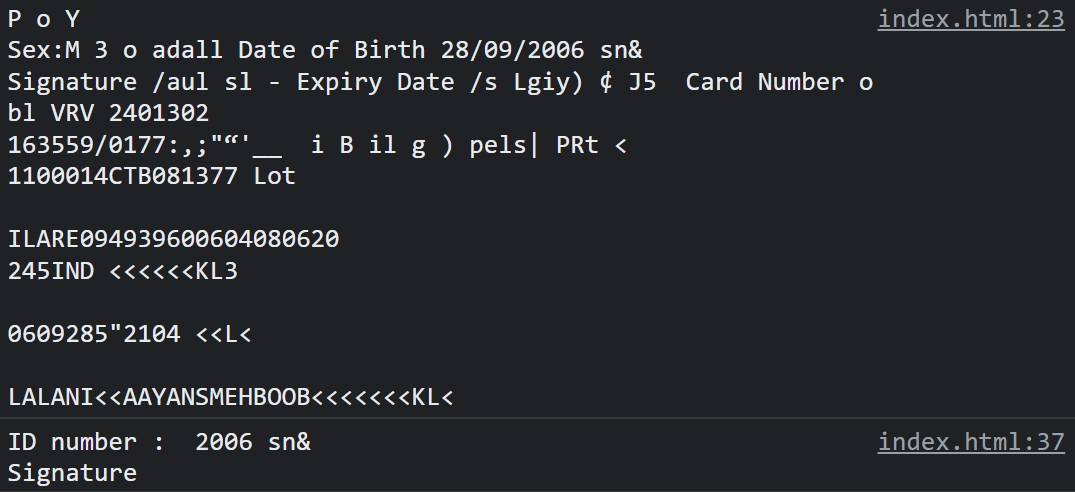 P o Y
index.html:23
Sex:M 3 o adall Date of Birth 28/09/2006 sn&
Signature /aul sl - Expiry Date /s Lgiy) ¢ J5  Card Number o
bl VRV 2401302
163559/0177:,;"“'__  i B il g ) pels| PRt <
1100014CTB081377 Lot
ILARE094939600604080620
245IND <<<<<<KL3
0609285"2104 <<L<
LALANI<<AAYANSMEHBOOB<<<<<<<KL<
ID number :  2006 sn&
index.html:37
Signature